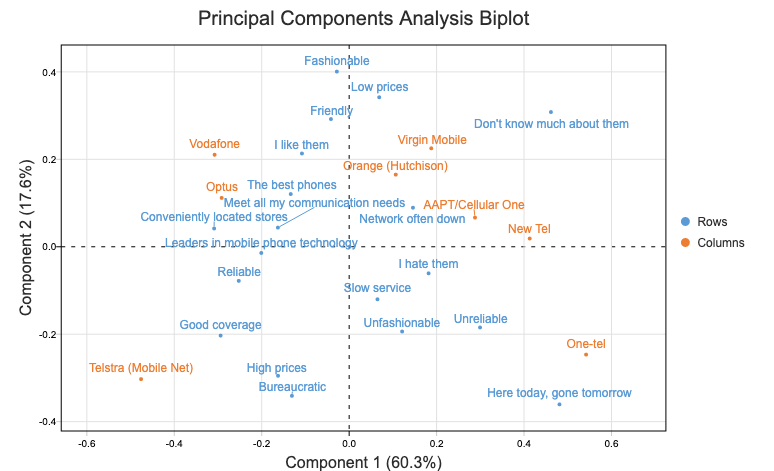 Principal Components Analysis Biplot
Fashionable
0.4
Low prices
Friendly
Don't know much about them
Vodafone
I like them
Virgin Mobile
0.2
Orange (Hutchison)
Optus
The best phones
Meet all my communication needs
AAPT/Cellular One
Conveniently located stores
Network often down
New Tel
Rows
Columns
0.0
Leaders in mobile phone technology
Reliable
I hate them
Slow service
Good coverage
Unfashionable
Unreliable
-0.2
One-tel
Telstra (Mobile Net)
High prices
Bureaucratic
Here today, gone tomorrow
-0.4
-0.6 -0.4 -0.2 0.0 0.2 0.4 0.6
Component 1 (60.3%)
Component 2 (17.6%)